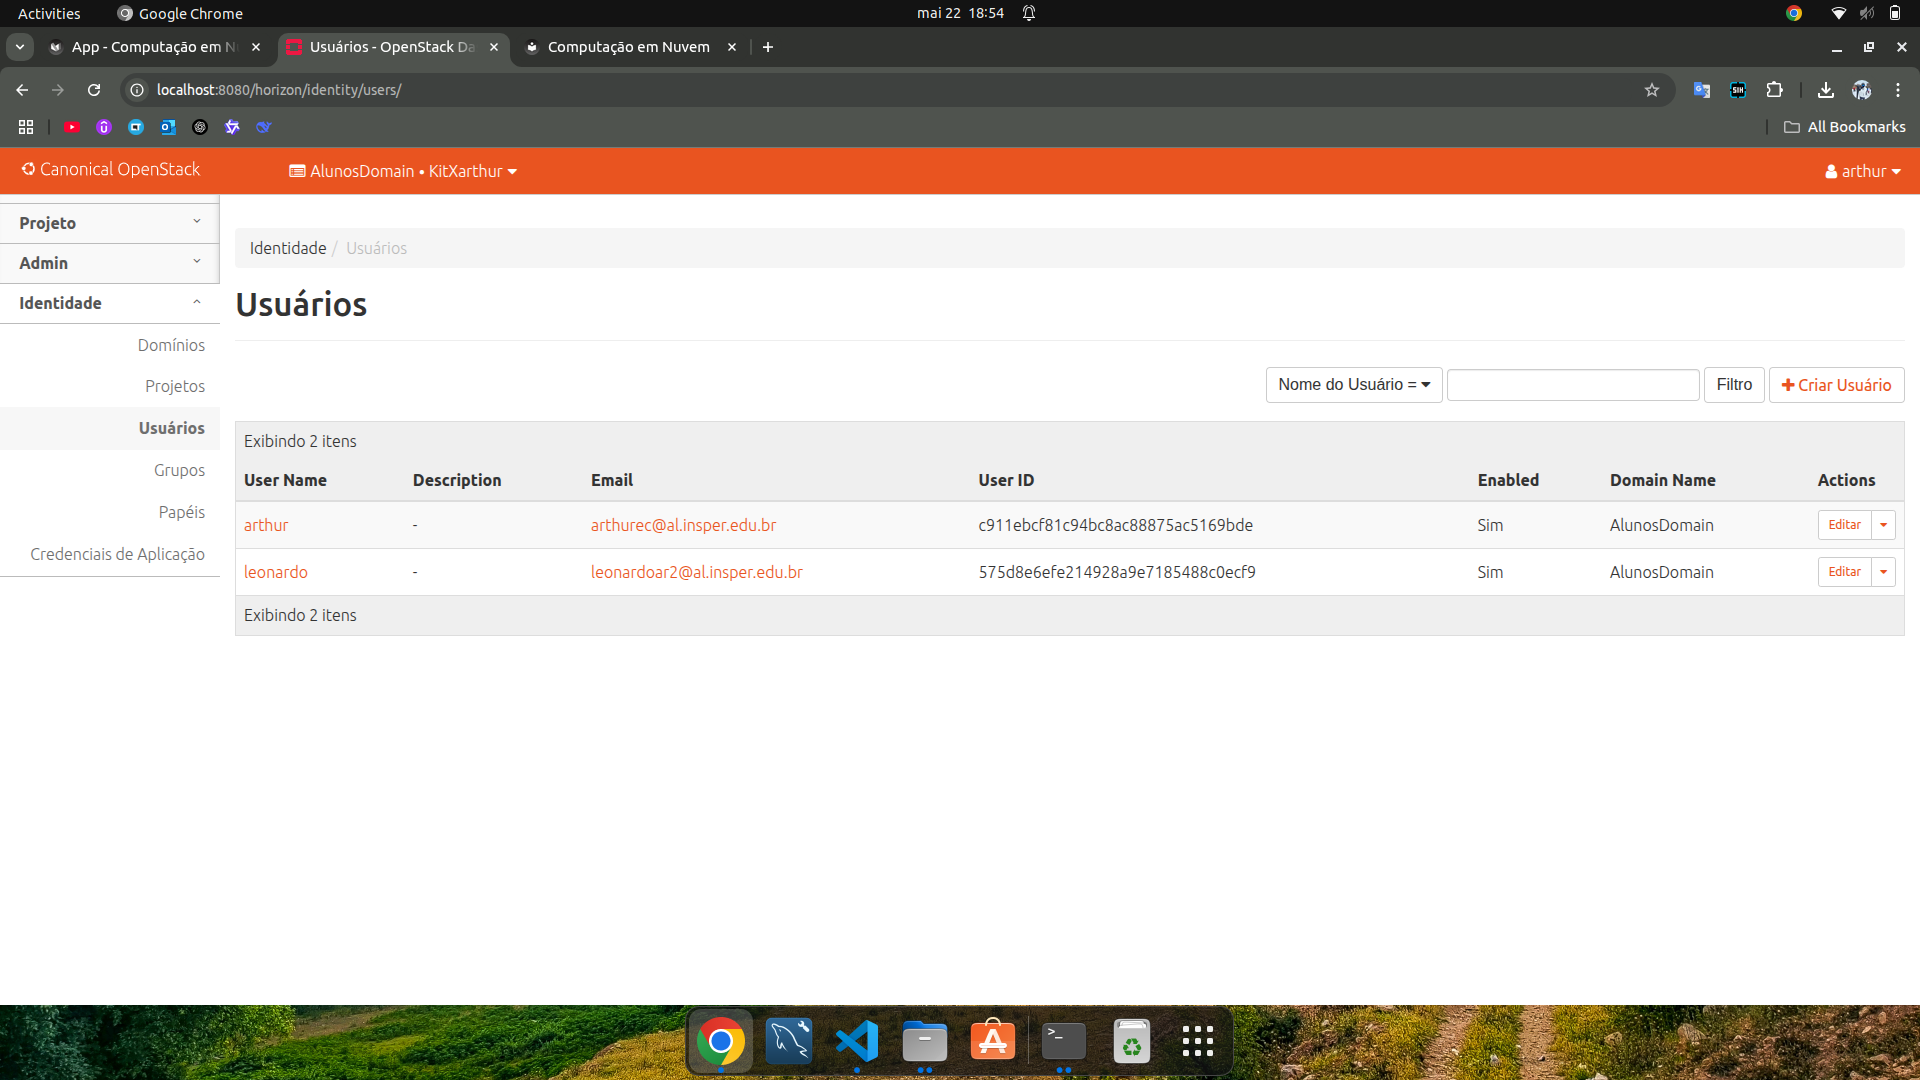 Activities
Google Chrome
mai 22 18:54
App - Computação em N
Usuários - OpenStack Da
Computação em Nuvem
localhost:8080/horizon/identity/users/
All Bookmarks
Canonical OpenStack
AlunosDomain • KitXarthur
arthur
Projeto
Admin
Identidade
Domínios
Projetos
Usuários
Grupos
Papéis
Credenciais de Aplicação
Identidade / Usuários
Usuários
Nome do Usuário =
Filtro
Criar Usuário
Exibindo 2 itens
User Name Description Email User ID Enabled Domain Name Actions
arthur - arthurec@al.insper.edu.br c911ebcf81c94bc8ac88875ac5169bde Sim AlunosDomain Editar
leonardo - leonardoar2@al.insper.edu.br 575d8e6efe214928a9e7185488c0ecf9 Sim AlunosDomain Editar
Exibindo 2 itens